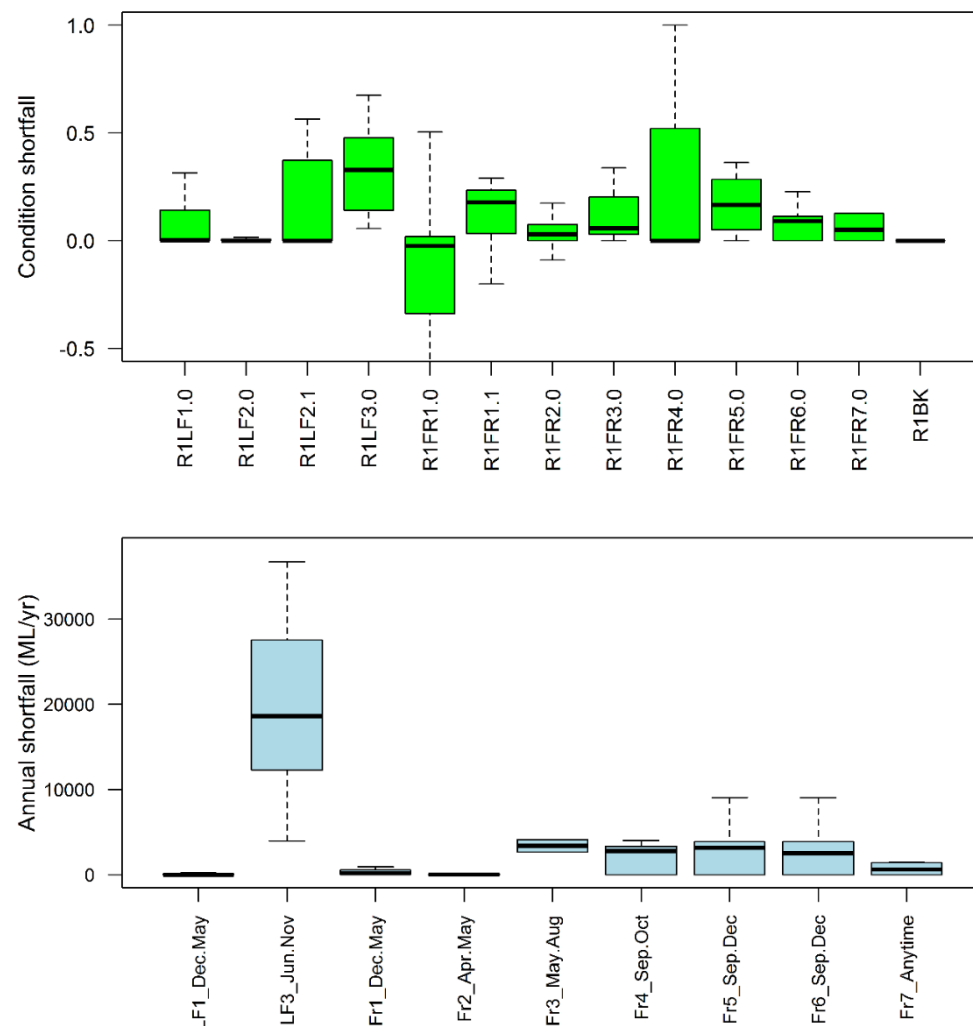 Condition shortfall
1.0
0.5
0.0
-0.5
R1LF1.0
R1LF2.0
R1LF2.1
R1LF3.0
R1FR1.0
R1FR1.1
R1FR2.0
R1FR3.0
R1FR4.0
R1FR5.0
R1FR6.0
R1FR7.0
R1BK
Annual shortfall (ML/yr)
30000
20000
10000
0
LF1_Dec.May
LF3_Jun.Nov
Fr1_Dec.May
Fr2_Apr.May
Fr3_May.Aug
Fr4_Sep.Oct
Fr5_Sep.Dec
Fr6_Sep.Dec
Fr7_Anytime